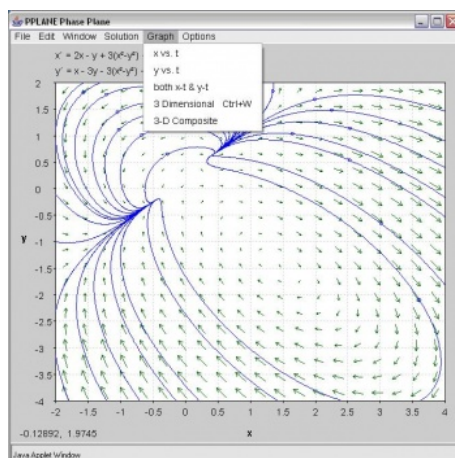 PPLANE Phase Plane
File Edit Window Solution Graph Options
x' = 2x - y + 3(x²-y²)
y' = x - 3y - 3(x²-y²) -
x vs. t
y vs. t
both x-t & y-t
3 Dimensional Ctrl+W
3-D Composite
2
1.5
1
0.5
0
-0.5
y
-1
-1.5
-2
-2.5
-3
-3.5
-4
-2 -1.5 -1 -0.5 0 0.5 1 1.5 2 2.5 3 3.5 4
-0.12892, 1.9745
x
Java Applet Window